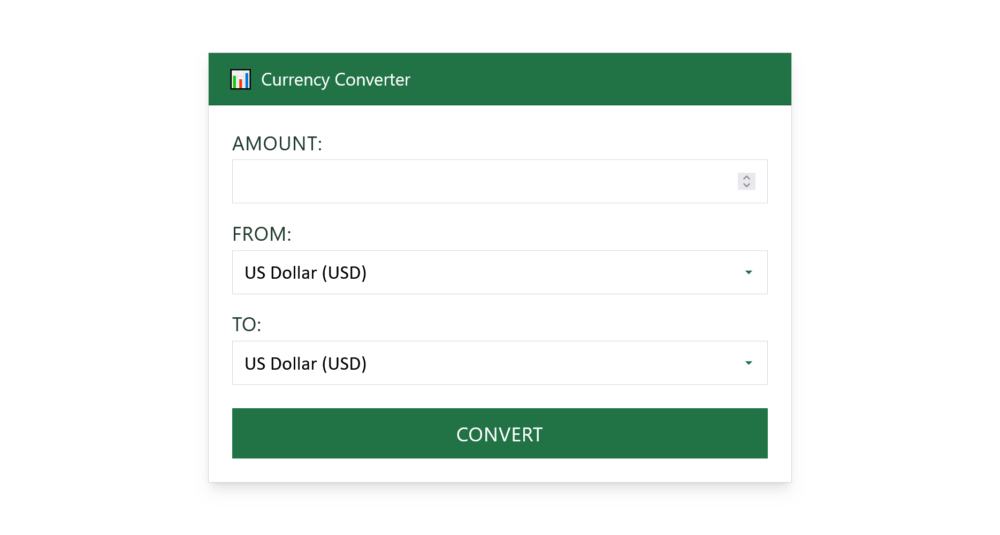 Currency Converter
AMOUNT:
FROM:
US Dollar (USD)
TO:
US Dollar (USD)
CONVERT